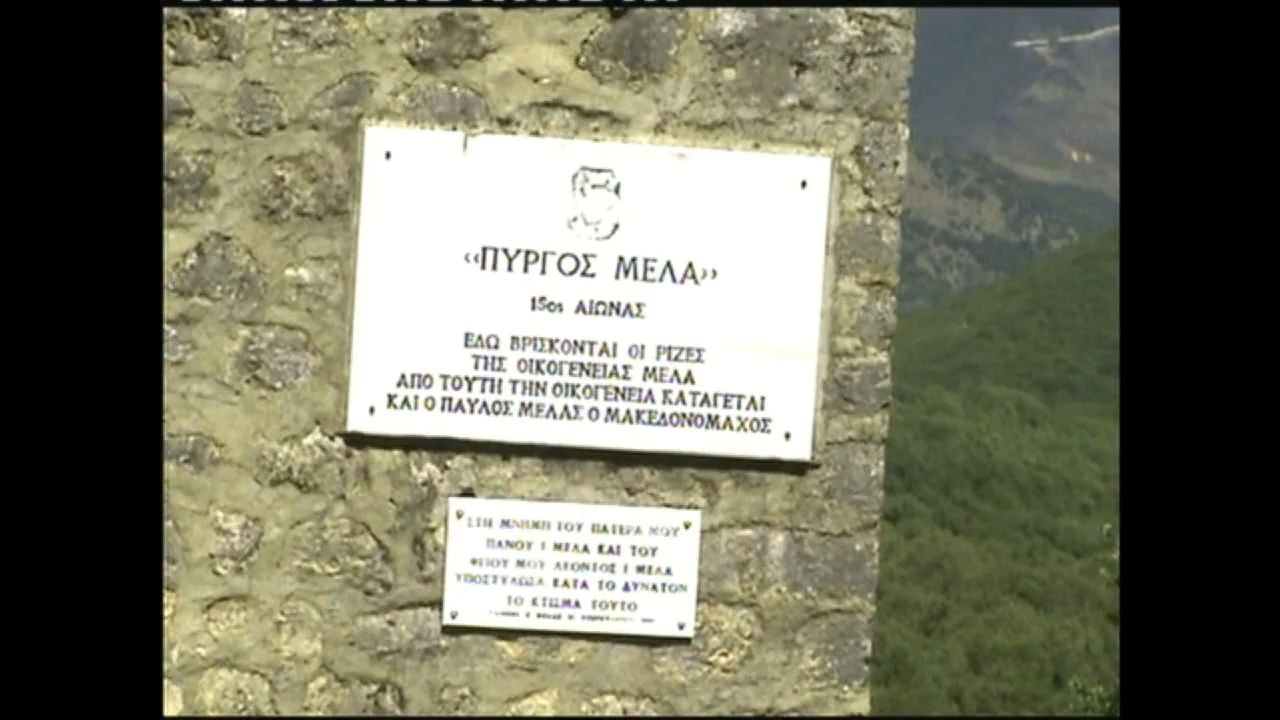 «ΠΥΡΓΟΣ ΜΕΛΑ»
15ος ΑΙΩΝΑΣ
ΕΔΩ ΒΡΙΣΚΟΝΤΑΙ ΟΙ ΡΙΖΕΣ
ΤΗΣ ΟΙΚΟΓΕΝΕΙΑΣ ΜΕΛΑ
ΑΠΟ ΤΟΥΤΗ ΤΗΝ ΟΙΚΟΓΕΝΕΙΑ ΚΑΤΑΓΕΤΑΙ
ΚΑΙ Ο ΠΑΥΛΟΣ ΜΕΛΑΣ Ο ΜΑΚΕΔΟΝΟΜΑΧΟΣ
ΣΤΗ ΜΝΗΜΗ ΤΟΥ ΠΑΤΕΡΑ ΜΟΥ
ΠΑΝΟΥ Ι ΜΕΛΑ ΚΑΙ ΤΟΥ
ΘΕΙΟΥ ΜΟΥ ΛΕΟΝΤΟΣ Ι ΜΕΛΑ
ΥΠΟΣΤΥΛΩΣΑ ΚΑΤΑ ΤΟ ΔΥΝΑΤΟΝ
ΤΟ ΚΤΙΣΜΑ ΤΟΥΤΟ